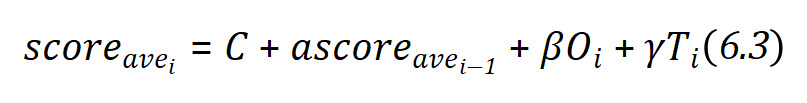 score_{ave_i} = C + ascore_{ave_{i-1}} + βO_i + γT_i(6.3)